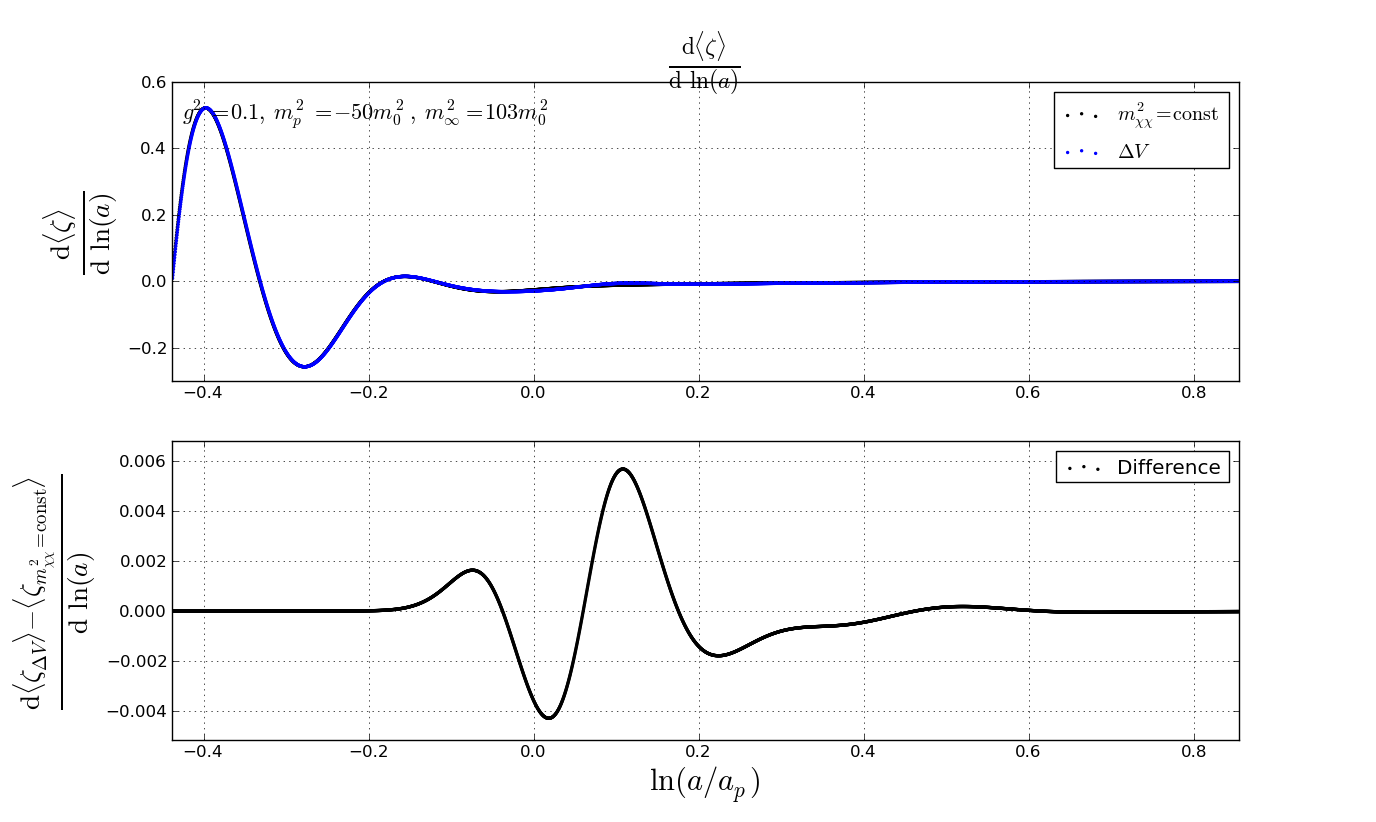 d⟨ζ⟩
d ln(a)
g² =0.1, m_p² =−50m_0² , m_∞² =103m_0²
m_χχ² =const
ΔV
d⟨ζ⟩
d ln(a)
0.6
0.4
0.2
0.0
−0.2
−0.4 −0.2 0.0 0.2 0.4 0.6 0.8
Difference
d⟨ζ_ΔV⟩−⟨ζ_{m_χχ²=const}⟩
d ln(a)
0.006
0.004
0.002
0.000
−0.002
−0.004
−0.4 −0.2 0.0 0.2 0.4 0.6 0.8
ln(a/a_p)